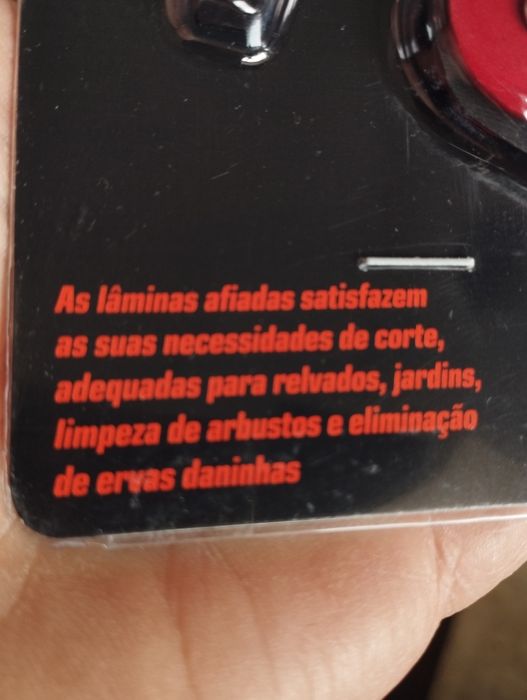 As lâminas afiadas satisfazem
as suas necessidades de corte,
adequadas para relvados, jardins,
limpeza de arbustos e eliminação
de ervas daninhas